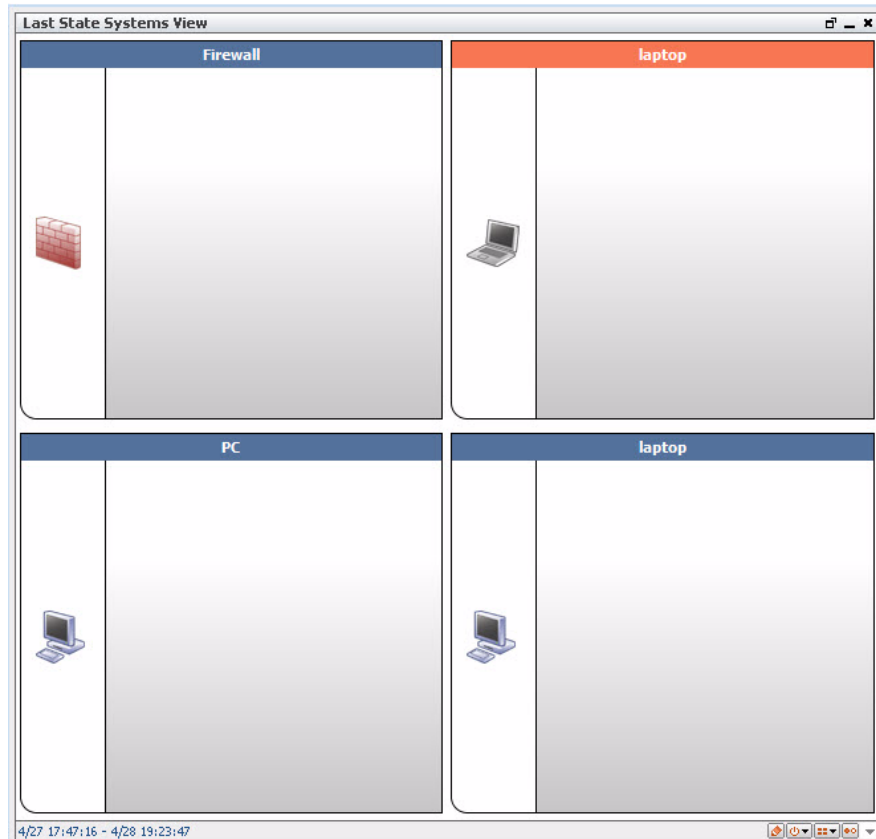 Last State Systems View
Firewall
laptop
PC
laptop
4/27 17:47:16 - 4/28 19:23:47